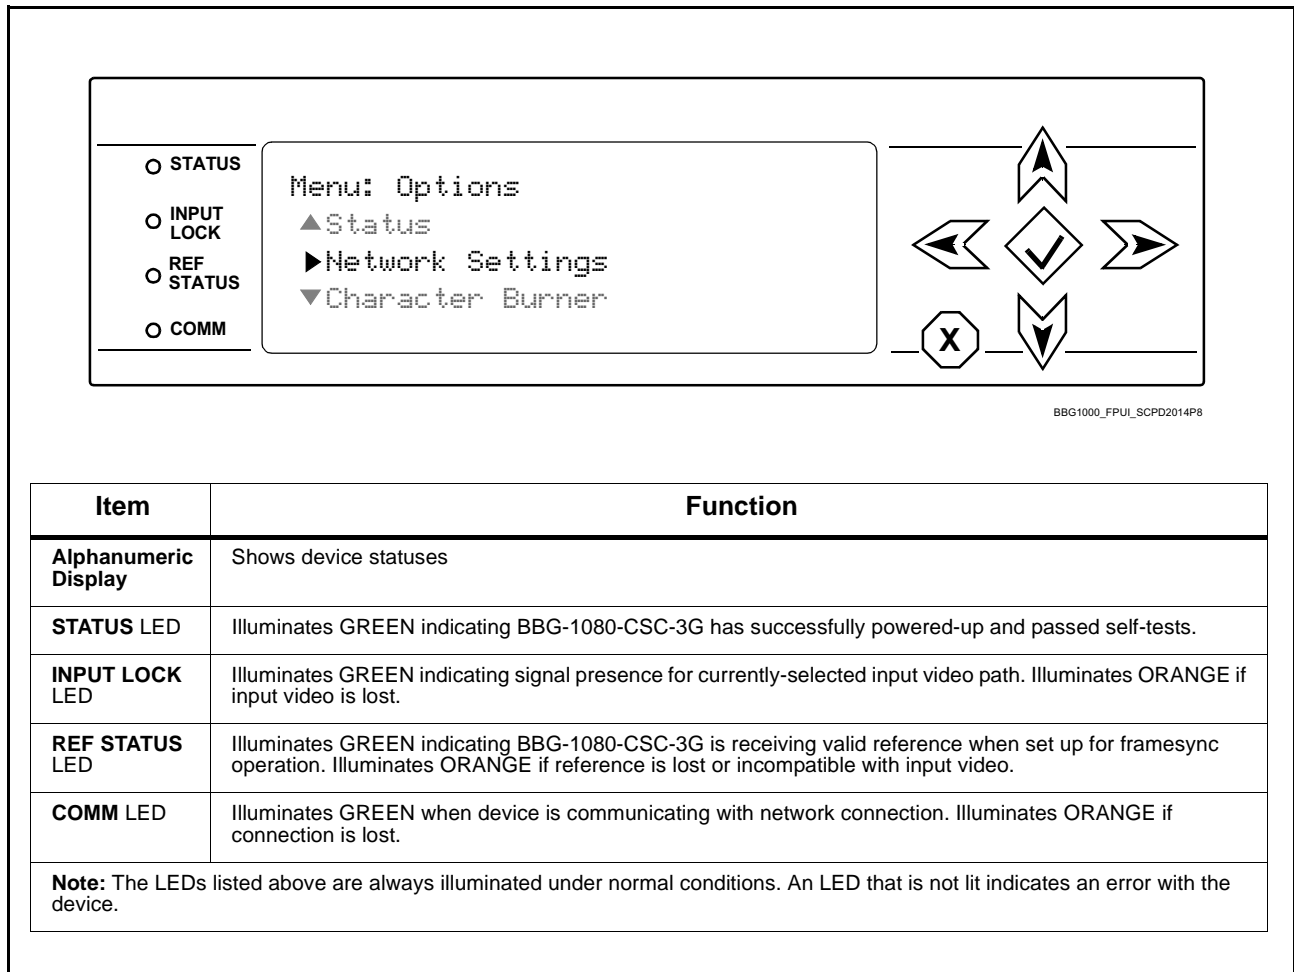 STATUS
INPUT
LOCK
REF
STATUS
COMM
Menu: Options
▲Status
▶Network Settings
▼Character Burner
X
BBG1000_FPUI_SCPD2014P8
Item Function
Alphanumeric
Display
Shows device statuses
STATUS LED
Illuminates GREEN indicating BBG-1080-CSC-3G has successfully powered-up and passed self-tests.
INPUT LOCK
LED
Illuminates GREEN indicating signal presence for currently-selected input video path. Illuminates ORANGE if
input video is lost.
REF STATUS
LED
Illuminates GREEN indicating BBG-1080-CSC-3G is receiving valid reference when set up for framesync
operation. Illuminates ORANGE if reference is lost or incompatible with input video.
COMM LED
Illuminates GREEN when device is communicating with network connection. Illuminates ORANGE if
connection is lost.
Note: The LEDs listed above are always illuminated under normal conditions. An LED that is not lit indicates an error with the
device.